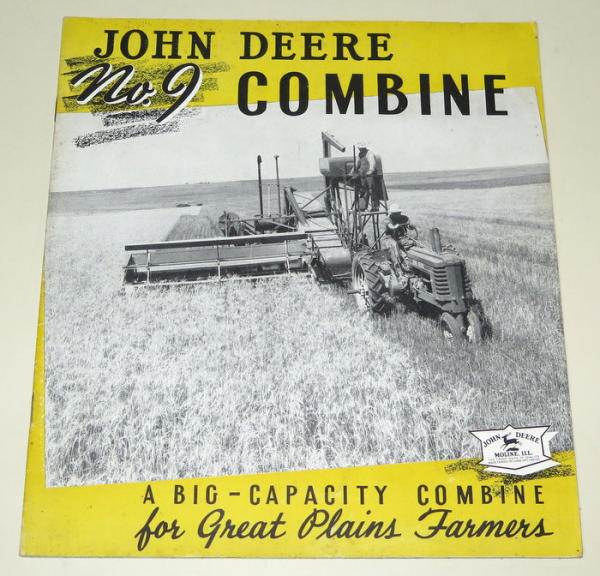 JOHN DEERE
No. 9 COMBINE
JOHN DEERE
MOLINE, ILL.
A BIG-CAPACITY COMBINE
for Great Plains Farmers